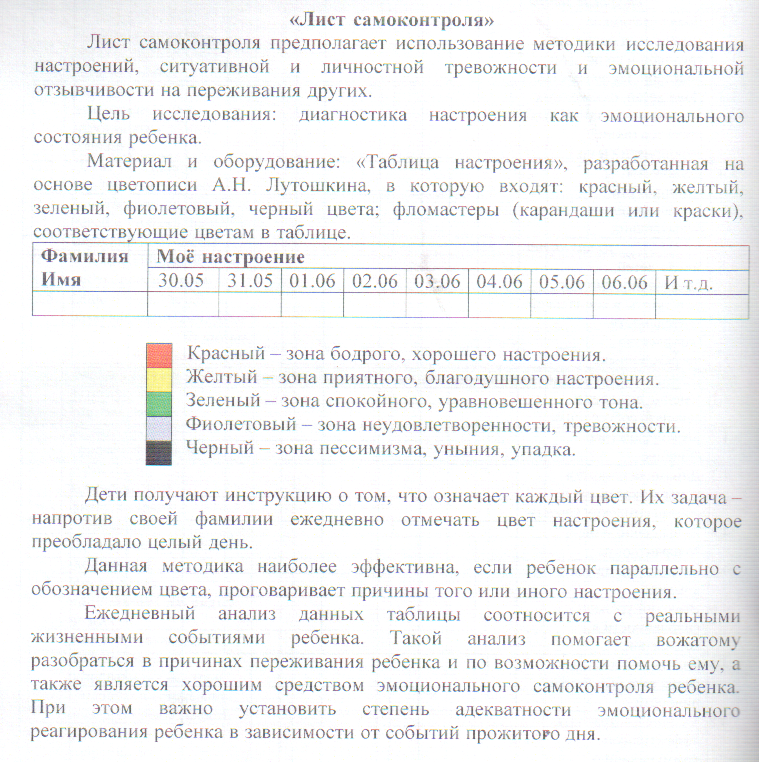 «Лист самоконтроля»
Лист самоконтроля предполагает использование методики исследования
настроений, ситуативной и личностной тревожности и эмоциональной
отзывчивости на переживания других.
Цель исследования: диагностика настроения как эмоционального
состояния ребенка.
Материал и оборудование: «Таблица настроения», разработанная на
основе цветописи А.Н. Лутошкина, в которую входят: красный, желтый,
зеленый, фиолетовый, черный цвета; фломастеры (карандаши или краски),
соответствующие цветам в таблице.
Фамилия Моё настроение
Имя 30.05 31.05 01.06 02.06 03.06 04.06 05.06 06.06 И т.д.
Красный – зона бодрого, хорошего настроения.
Желтый – зона приятного, благодушного настроения.
Зеленый – зона спокойного, уравновешенного тона.
Фиолетовый – зона неудовлетворенности, тревожности.
Черный – зона пессимизма, уныния, упадка.
Дети получают инструкцию о том, что означает каждый цвет. Их задача –
напротив своей фамилии ежедневно отмечать цвет настроения, которое
преобладало целый день.
Данная методика наиболее эффективна, если ребенок параллельно с
обозначением цвета, проговаривает причины того или иного настроения.
Ежедневный анализ данных таблицы соотносится с реальными
жизненными событиями ребенка. Такой анализ помогает вожатому
разобраться в причинах переживания ребенка и по возможности помочь ему, а
также является хорошим средством эмоционального самоконтроля ребенка.
При этом важно установить степень адекватности эмоционального
реагирования ребенка в зависимости от событий прожитого дня.